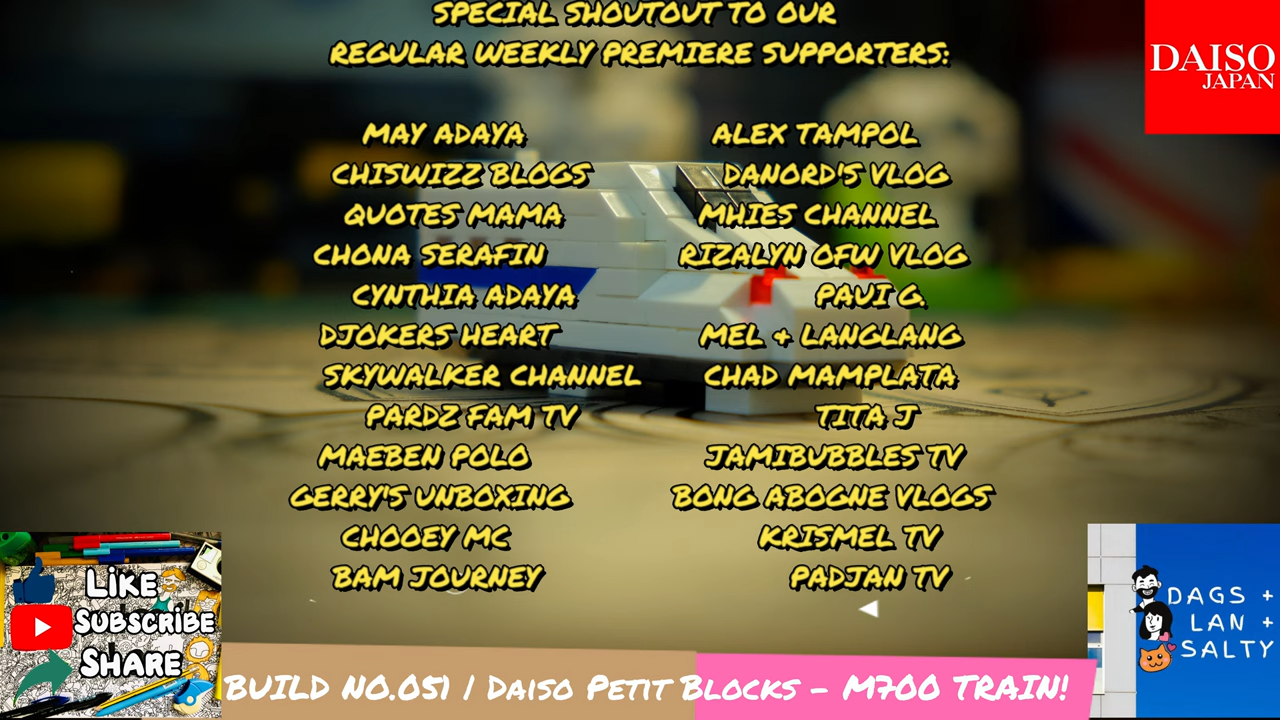 SPECIAL SHOUTOUT TO OUR
REGULAR WEEKLY PREMIERE SUPPORTERS:
DAISO
JAPAN
MAY ADAYA
CHISWIZZ BLOGS
QUOTES MAMA
CHONA SERAFIN
CYNTHIA ADAYA
DJOKERS HEART
SKYWALKER CHANNEL
PARDZ FAM TV
MAEBEN POLO
GERRY'S UNBOXING
CHOOEY MC
BAM JOURNEY
ALEX TAMPOL
DANORD'S VLOG
MHIES CHANNEL
RIZALYN OFW VLOG
PAUI G.
MEL & LANGLANG
CHAD MAMPLATA
TITA J
JAMIBUBBLES TV
BONG ABOGNE VLOGS
KRISMEL TV
PADJAN TV
LIKE
SUBSCRIBE
SHARE
DAGS +
LAN +
SALTY
BUILD NO.051 / DAISO PETIT BLOCKS - M700 TRAIN!